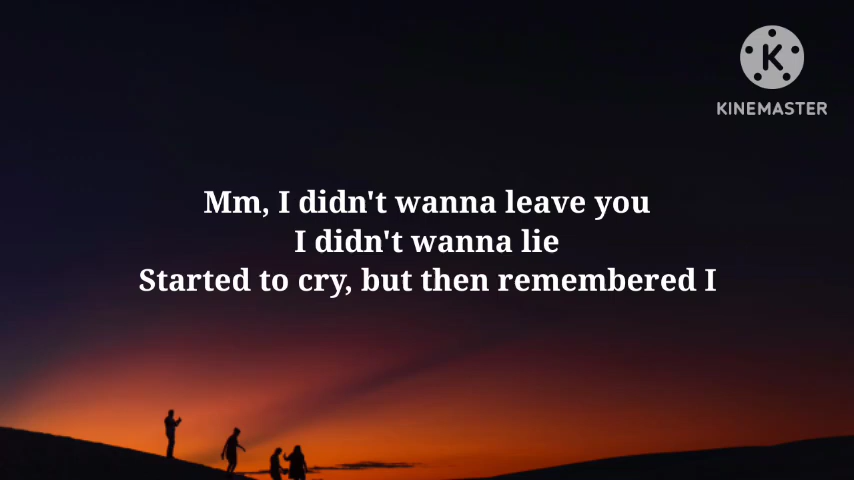 KINEMASTER
Mm, I didn't wanna leave you
I didn't wanna lie
Started to cry, but then remembered I